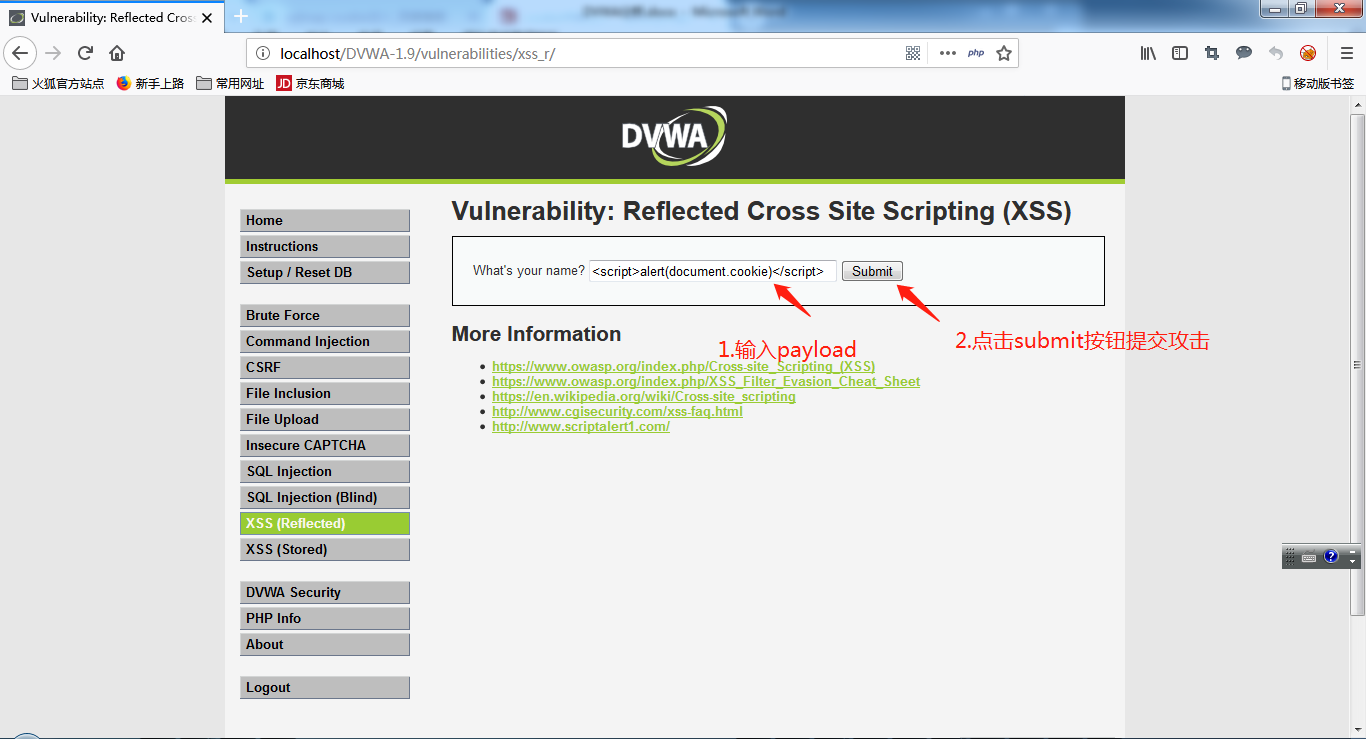 Vulnerability: Reflected Cros
localhost/DVWA-1.9/vulnerabilities/xss_r/
php
火狐官方站点
新手上路
常用网址
JD
京东商城
移动版书签
DVWA
Home
Instructions
Setup / Reset DB
Brute Force
Command Injection
CSRF
File Inclusion
File Upload
Insecure CAPTCHA
SQL Injection
SQL Injection (Blind)
XSS (Reflected)
XSS (Stored)
DVWA Security
PHP Info
About
Logout
Vulnerability: Reflected Cross Site Scripting (XSS)
What's your name? <script>alert(document.cookie)</script> Submit
1.输入payload
2.点击submit按钮提交攻击
More Information
https://www.owasp.org/index.php/Cross-site_Scripting_(XSS)
https://www.owasp.org/index.php/XSS_Filter_Evasion_Cheat_Sheet
https://en.wikipedia.org/wiki/Cross-site_scripting
http://www.cgisecurity.com/xss-faq.html
http://www.scriptalert1.com/